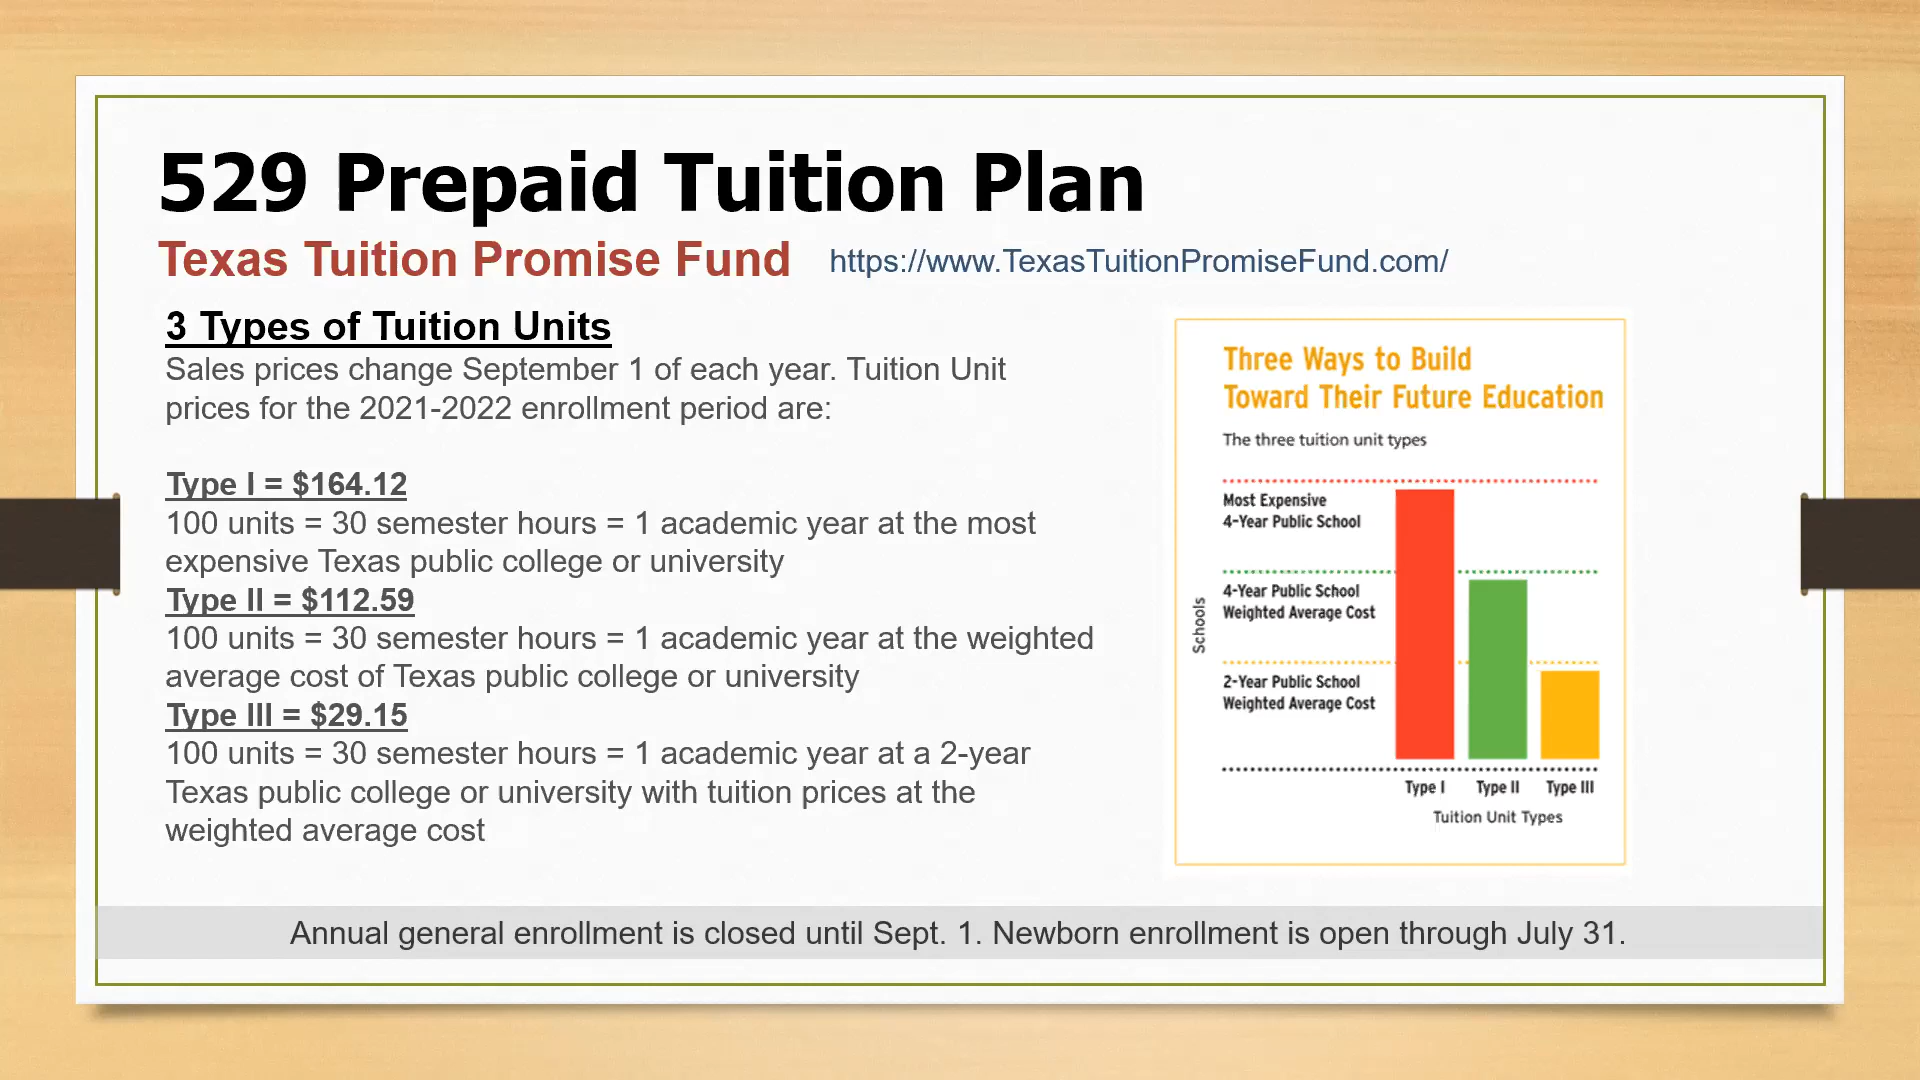 529 Prepaid Tuition Plan
Texas Tuition Promise Fund https://www.TexasTuitionPromiseFund.com/
3 Types of Tuition Units
Sales prices change September 1 of each year. Tuition Unit
prices for the 2021-2022 enrollment period are:
Type I = $164.12
100 units = 30 semester hours = 1 academic year at the most
expensive Texas public college or university
Type II = $112.59
100 units = 30 semester hours = 1 academic year at the weighted
average cost of Texas public college or university
Type III = $29.15
100 units = 30 semester hours = 1 academic year at a 2-year
Texas public college or university with tuition prices at the
weighted average cost
Three Ways to Build
Toward Their Future Education
The three tuition unit types
Most Expensive
4-Year Public School
4-Year Public School
Weighted Average Cost
2-Year Public School
Weighted Average Cost
Schools
Type I Type II Type III
Tuition Unit Types
Annual general enrollment is closed until Sept. 1. Newborn enrollment is open through July 31.